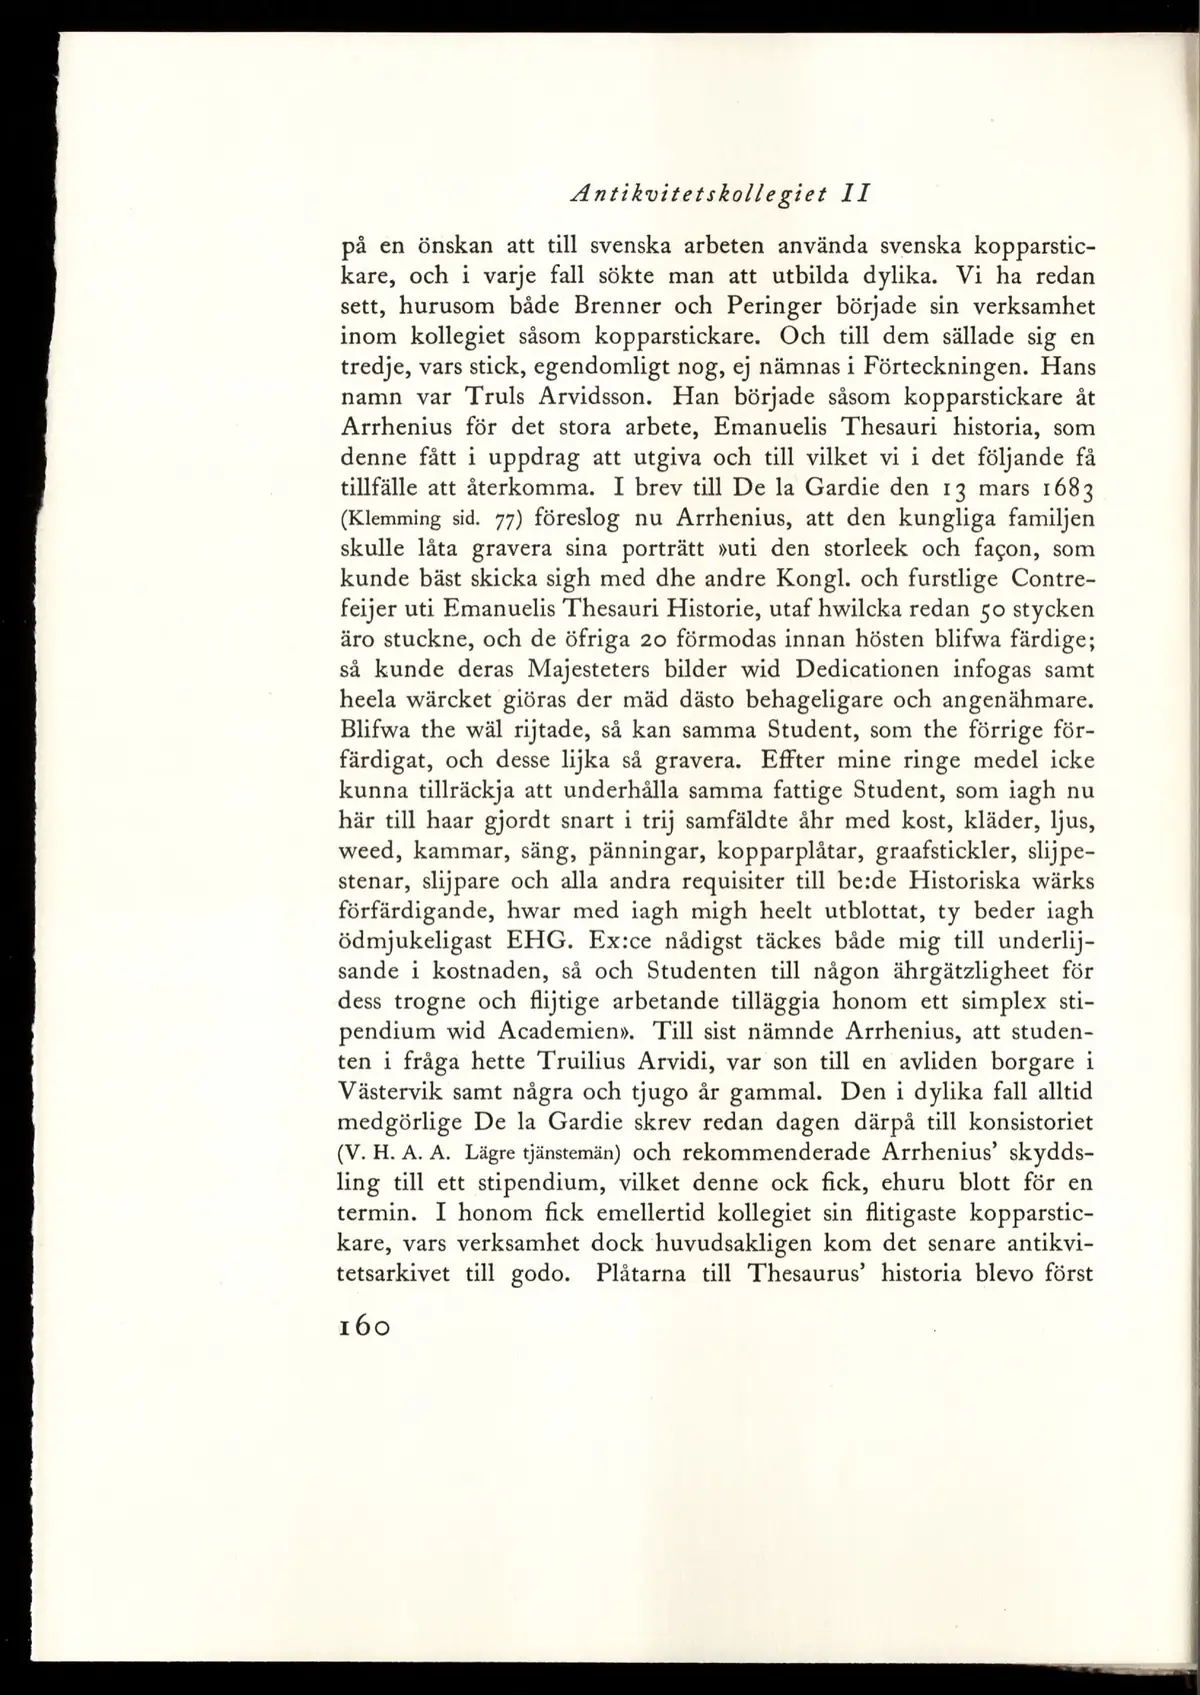 Antikvitetskollegiet II
på en önskan att till svenska arbeten använda svenska kopparstic-
kare, och i varje fall sökte man att utbilda dylika. Vi ha redan
sett, hurusom både Brenner och Peringer började sin verksamhet
inom kollegiet såsom kopparstickare. Och till dem sällade sig en
tredje, vars stick, egendomligt nog, ej nämnas i Förteckningen. Hans
namn var Truls Arvidsson. Han började såsom kopparstickare åt
Arrhenius för det stora arbete, Emanuelis Thesauri historia, som
denne fått i uppdrag att utgiva och till vilket vi i det följande få
tillfälle att återkomma. I brev till De la Gardie den 13 mars 1683
(Klemming sid. 77) föreslog nu Arrhenius, att den kungliga familjen
skulle låta gravera sina porträtt »uti den storleek och façon, som
kunde bäst skicka sigh med dhe andre Kongl. och furstlige Contre-
feijer uti Emanuelis Thesauri Historie, utaf hwilcka redan 50 stycken
äro stuckne, och de öfriga 20 förmodas innan hösten blifwa färdige;
så kunde deras Majesteters bilder wid Dedicationen infogas samt
heela wärcket giöras der mäd dästo behageligare och angenähmare.
Blifwa the wäl rijtade, så kan samma Student, som the förrige för-
färdigat, och desse lijka så gravera. Effter mine ringe medel icke
kunna tillräckja att underhålla samma fattige Student, som iagh nu
här till haar gjordt snart i trij samfäldte åhr med kost, kläder, ljus,
weed, kammar, säng, pänningar, kopparplåtar, graafstickler, slijpe-
stenar, slijpare och alla andra requisiter till be:de Historiska wärks
förfärdigande, hwar med iagh migh heelt utblottat, ty beder iagh
ödmjukeligast EHG. Ex:ce nådigst täckes både mig till underlij-
sande i kostnaden, så och Studenten till någon ährgätzligheet för
dess trogne och flijtige arbetande tilläggia honom ett simplex sti-
pendium wid Academien». Till sist nämnde Arrhenius, att studen-
ten i fråga hette Truilius Arvidi, var son till en avliden borgare i
Västervik samt några och tjugo år gammal. Den i dylika fall alltid
medgörlige De la Gardie skrev redan dagen därpå till konsistoriet
(V. H. A. A. Lägre tjänstemän) och rekommenderade Arrhenius’ skydds-
ling till ett stipendium, vilket denne ock fick, ehuru blott för en
termin. I honom fick emellertid kollegiet sin flitigaste kopparstic-
kare, vars verksamhet dock huvudsakligen kom det senare antikvi-
tetsarkivet till godo. Plåtarna till Thesaurus’ historia blevo först
160